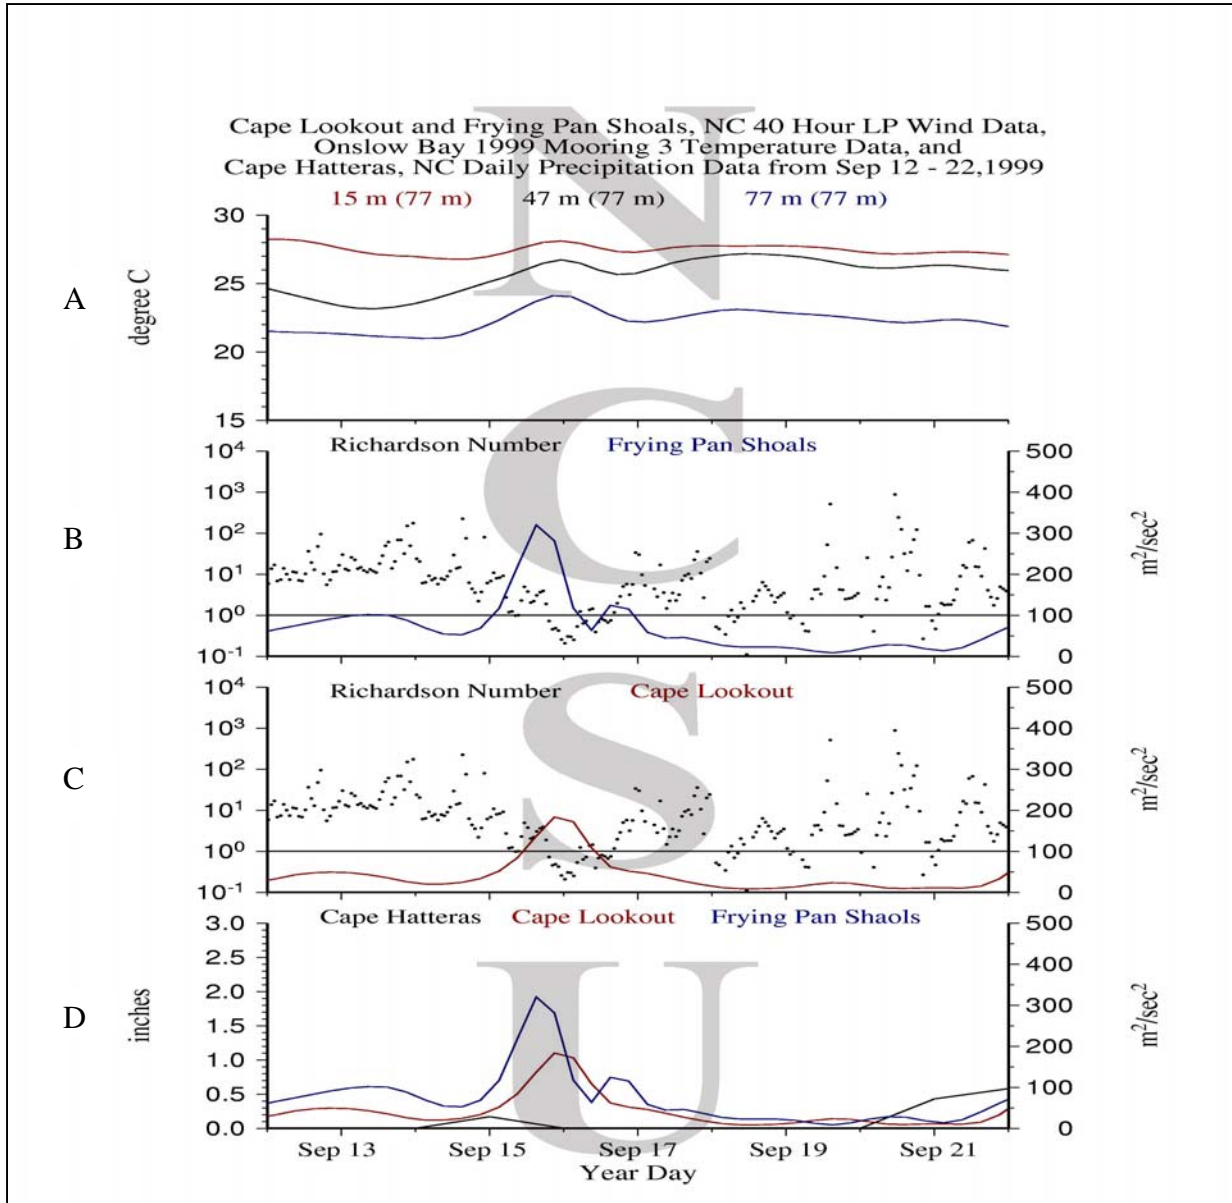 Cape Lookout and Frying Pan Shoals, NC 40 Hour LP Wind Data,
Onslow Bay 1999 Mooring 3 Temperature Data, and
Cape Hatteras, NC Daily Precipitation Data from Sep 12 - 22,1999
15 m (77 m) 47 m (77 m) 77 m (77 m)
A
degree C
30
25
20
15
N
Richardson Number Frying Pan Shoals
B
10⁴
10³
10²
10¹
10⁰
10⁻¹
500
400
300
200
100
0
m²/sec²
C
Richardson Number Cape Lookout
C
10⁴
10³
10²
10¹
10⁰
10⁻¹
500
400
300
200
100
0
m²/sec²
S
Cape Hatteras Cape Lookout Frying Pan Shaols
D
inches
3.0
2.5
2.0
1.5
1.0
0.5
0.0
500
400
300
200
100
0
m²/sec²
U
Sep 13 Sep 15 Sep 17 Sep 19 Sep 21
Year Day